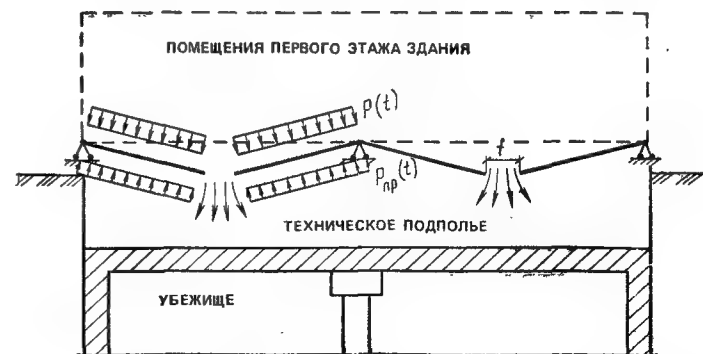 ПОМЕЩЕНИЯ ПЕРВОГО ЭТАЖА ЗДАНИЯ
P(t)
f
Pпр(t)
ТЕХНИЧЕСКОЕ ПОДПОЛЬЕ
УБЕЖИЩЕ